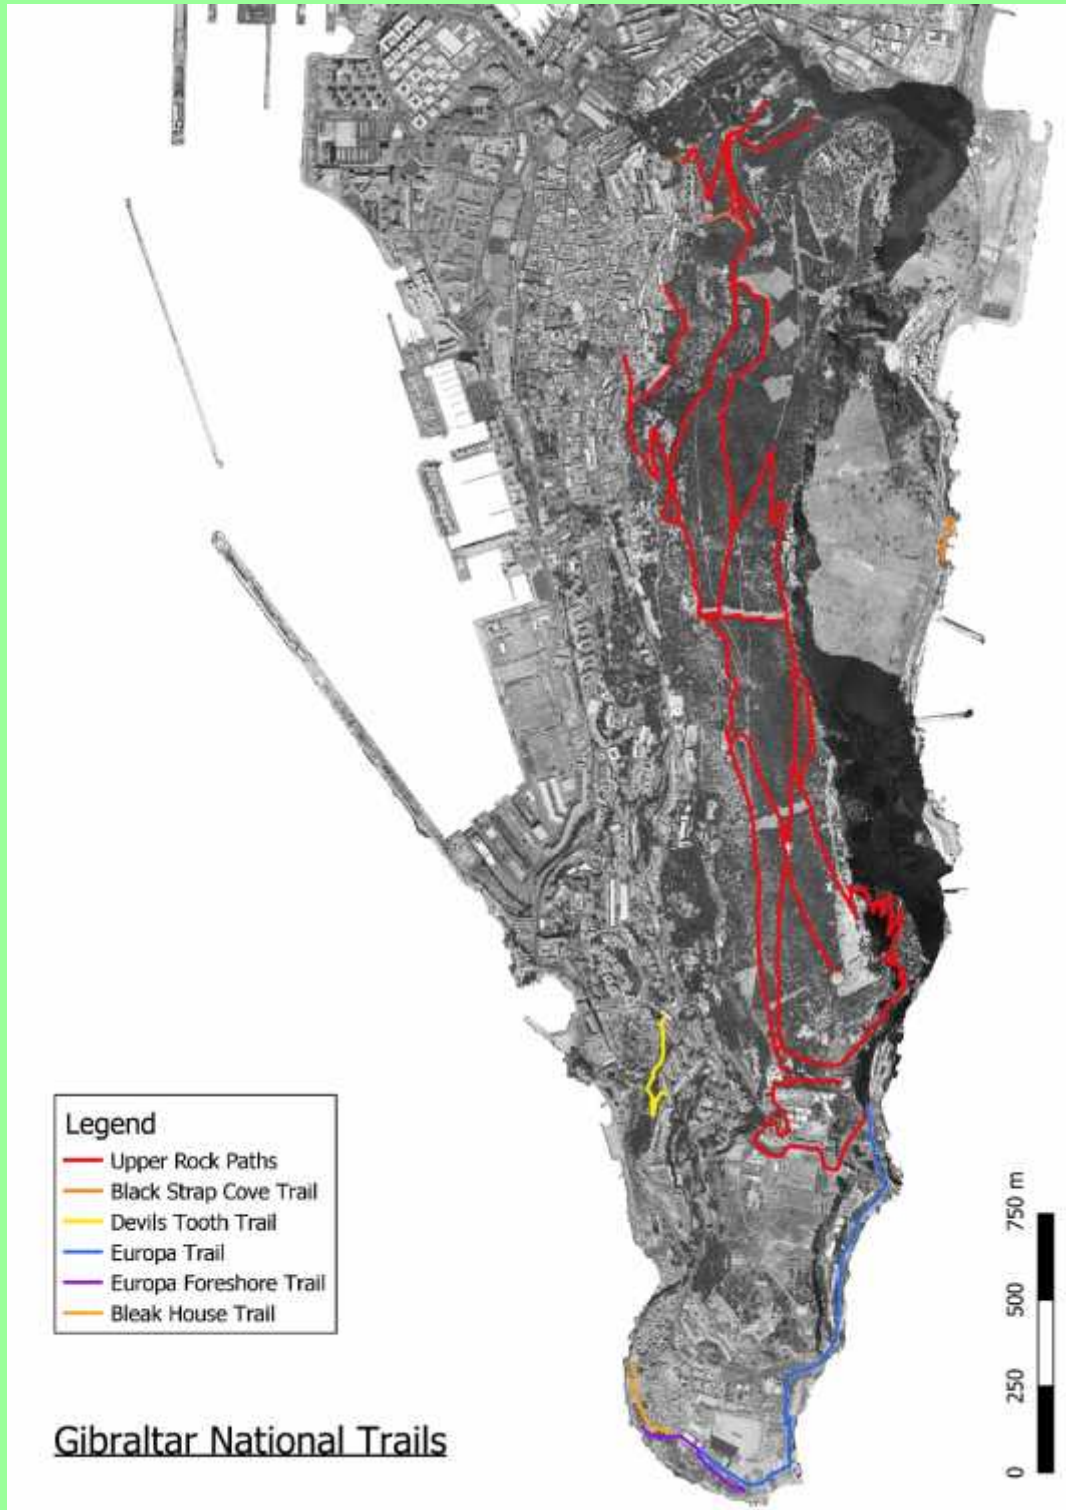 Legend
Upper Rock Paths
Black Strap Cove Trail
Devils Tooth Trail
Europa Trail
Europa Foreshore Trail
Bleak House Trail
Gibraltar National Trails
0 250 500 750 m